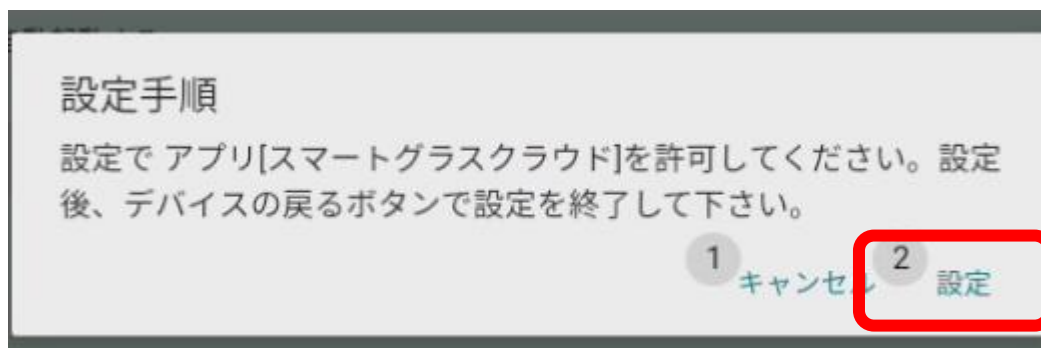 設定手順
設定で アプリ[スマートグラスクラウド]を許可してください。設定
後、デバイスの戻るボタンで設定を終了して下さい。
1 キャンセル 2 設定